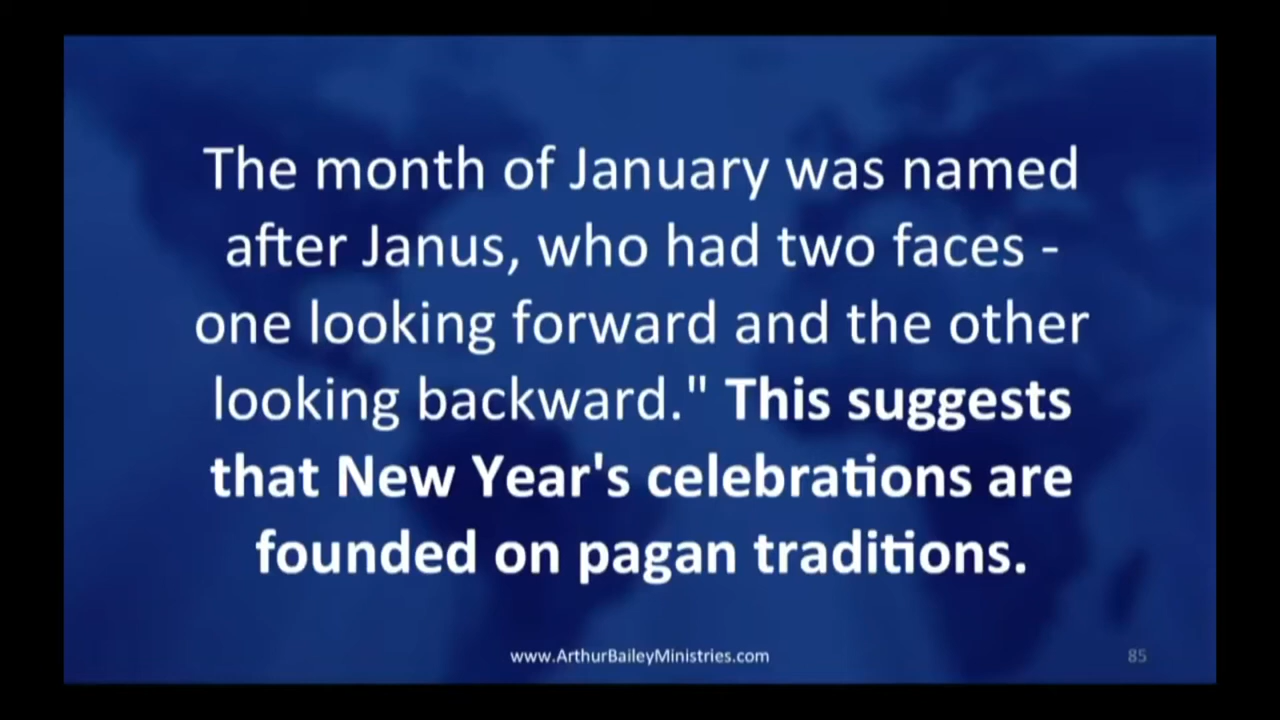 The month of January was named
after Janus, who had two faces -
one looking forward and the other
looking backward." This suggests
that New Year's celebrations are
founded on pagan traditions.
www.ArthurBaileyMinistries.com
85